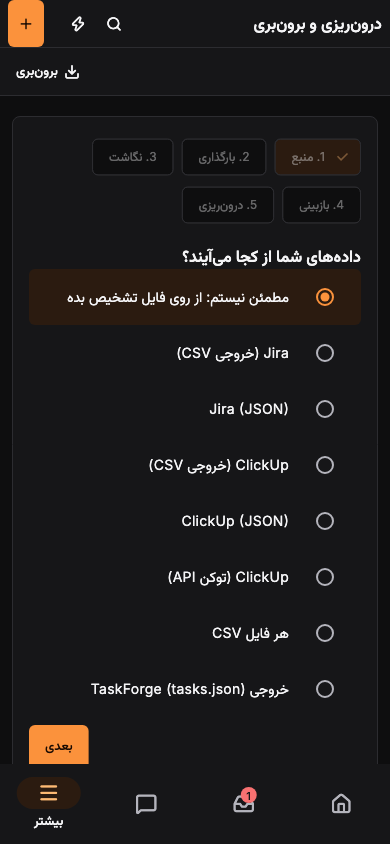 درون‌ریزی و برون‌بری
برون‌بری
1. منبع
2. بارگذاری
3. نگاشت
4. بازبینی
5. درون‌ریزی
داده‌های شما از کجا می‌آیند؟
مطمئن نیستم: از روی فایل تشخیص بده
Jira (خروجی CSV)
Jira (JSON)
ClickUp (خروجی CSV)
ClickUp (JSON)
ClickUp (توکن API)
هر فایل CSV
خروجی TaskForge (tasks.json)
بعدی
1
بیشتر